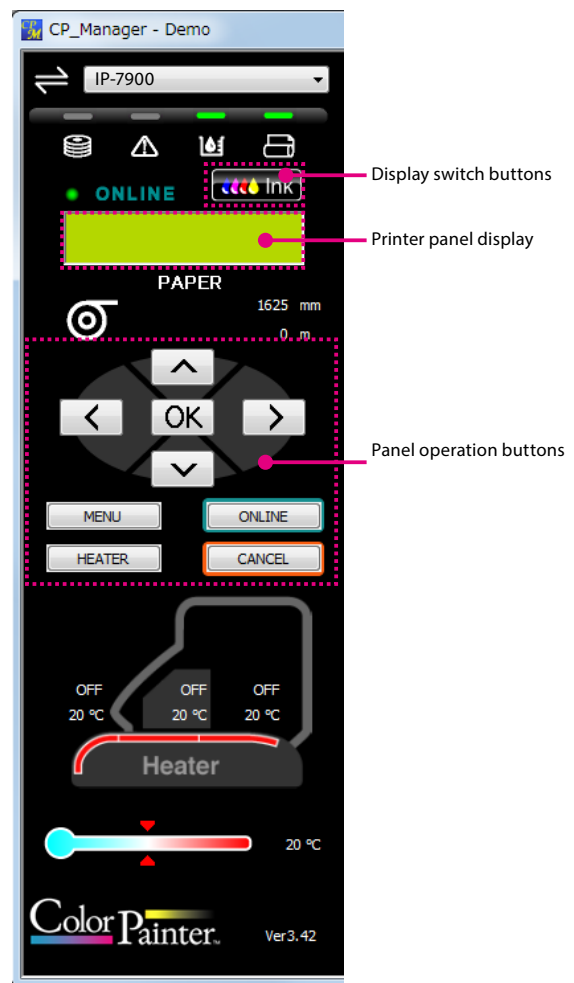 CP_Manager - Demo
IP-7900
ONLINE
Ink
Display switch buttons
Printer panel display
PAPER
1625 mm
0 m
OK
Panel operation buttons
MENU
ONLINE
HEATER
CANCEL
OFF OFF OFF
20 ℃ 20 ℃ 20 ℃
Heater
20 ℃
Color Painter™
Ver3.42